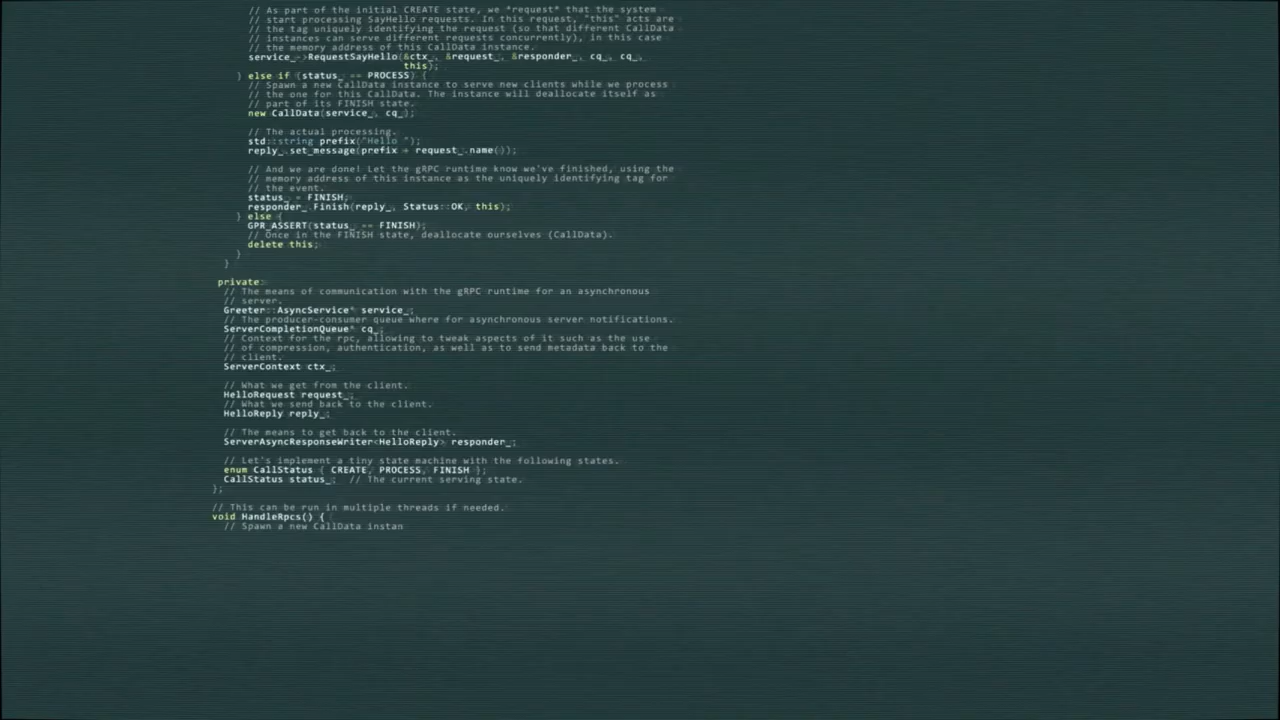 // As part of the initial CREATE state, we *request* that the system
// start processing SayHello requests. In this request, "this" acts are
// the tag uniquely identifying the request (so that different CallData
// instances can serve different requests concurrently), in this case
// the memory address of this CallData instance.
service_->RequestSayHello(&ctx_, &request_, &responder_, cq_, cq_,
this);
} else if (status_ == PROCESS) {
// Spawn a new CallData instance to serve new clients while we process
// the one for this CallData. The instance will deallocate itself as
// part of its FINISH state.
new CallData(service_, cq_);
// The actual processing.
std::string prefix("Hello ");
reply_.set_message(prefix + request_.name());
// And we are done! Let the gRPC runtime know we've finished, using the
// memory address of this instance as the uniquely identifying tag for
// the event.
status_ = FINISH;
responder_.Finish(reply_, Status::OK, this);
} else {
GPR_ASSERT(status_ == FINISH);
// Once in the FINISH state, deallocate ourselves (CallData).
delete this;
}
}
private:
// The means of communication with the gRPC runtime for an asynchronous
// server.
Greeter::AsyncService* service_;
// The producer-consumer queue where for asynchronous server notifications.
ServerCompletionQueue* cq_;
// Context for the rpc, allowing to tweak aspects of it such as the use
// of compression, authentication, as well as to send metadata back to the
// client.
ServerContext ctx_;
// What we get from the client.
HelloRequest request_;
// What we send back to the client.
HelloReply reply_;
// The means to get back to the client.
ServerAsyncResponseWriter<HelloReply> responder_;
// Let's implement a tiny state machine with the following states.
enum CallStatus { CREATE, PROCESS, FINISH };
CallStatus status_; // The current serving state.
};
// This can be run in multiple threads if needed.
void HandleRpcs() {
// Spawn a new CallData instan